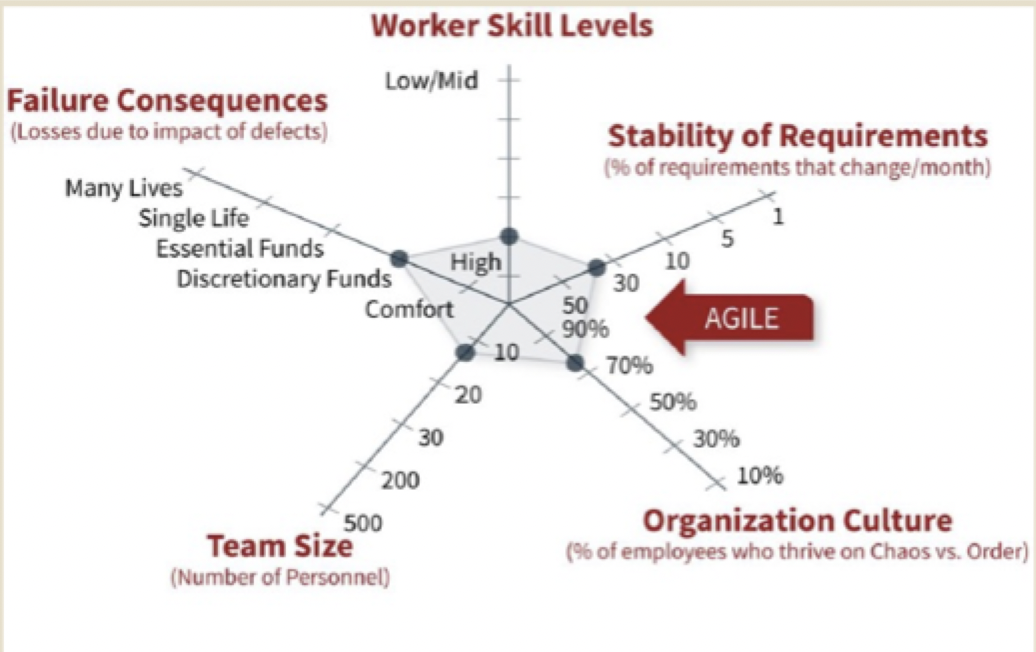 Worker Skill Levels
Low/Mid
High
Failure Consequences
(Losses due to impact of defects)
Many Lives
Single Life
Essential Funds
Discretionary Funds
Comfort
Stability of Requirements
(% of requirements that change/month)
1
5
10
30
50
AGILE
90%
70%
50%
30%
10%
Organization Culture
(% of employees who thrive on Chaos vs. Order)
10
20
30
200
500
Team Size
(Number of Personnel)